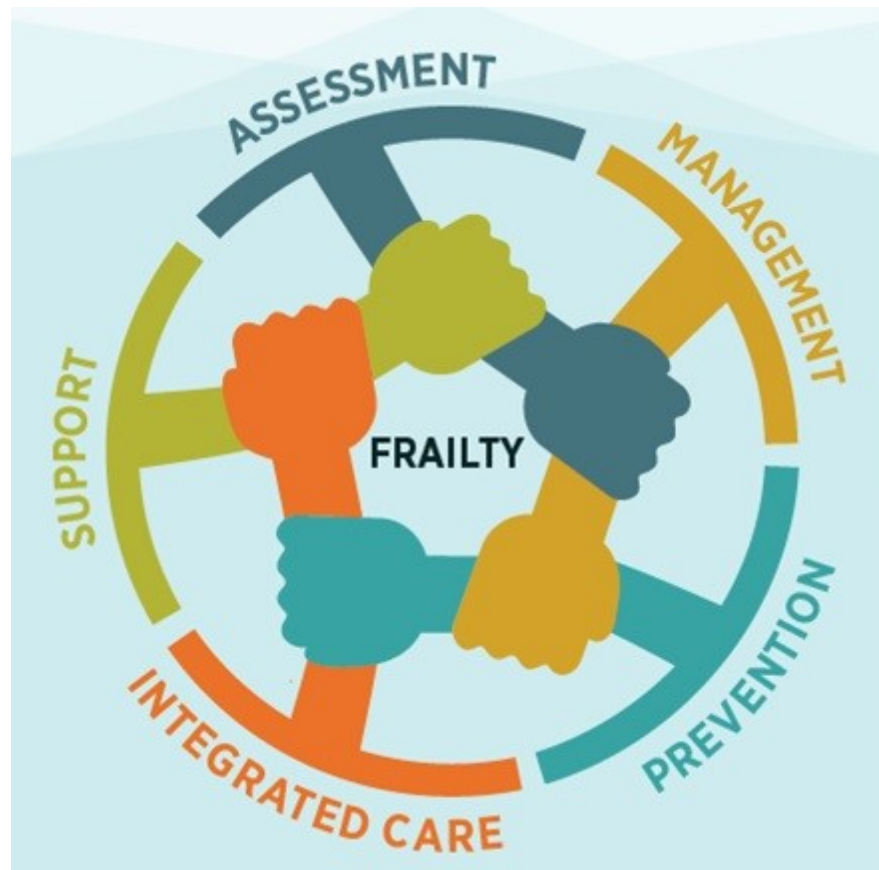 ASSESSMENT
MANAGEMENT
PREVENTION
INTEGRATED CARE
SUPPORT
FRAILTY